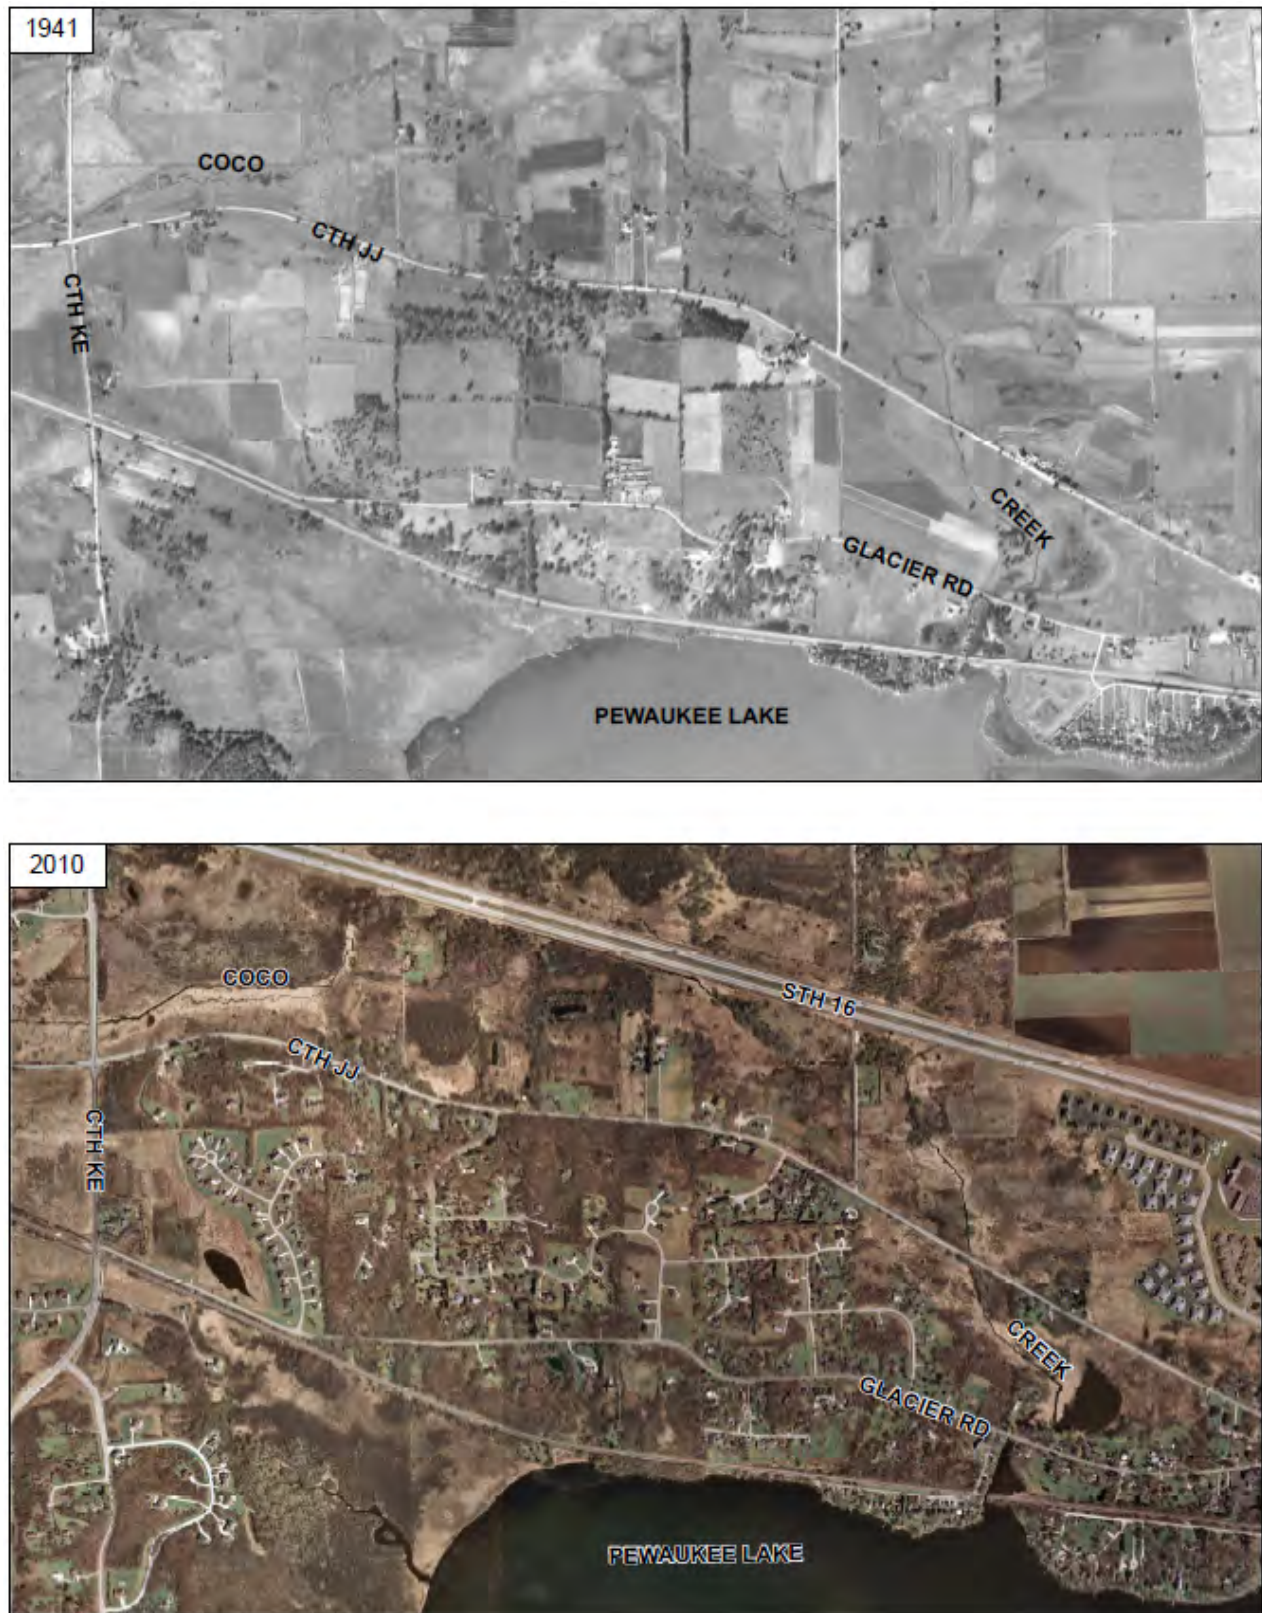 1941
COCO
CTH JJ
CTH KE
CREEK
GLACIER RD
PEWAUKEE LAKE
2010
COCO
STH 16
CTH JJ
CTH KE
CREEK
GLACIER RD
PEWAUKEE LAKE